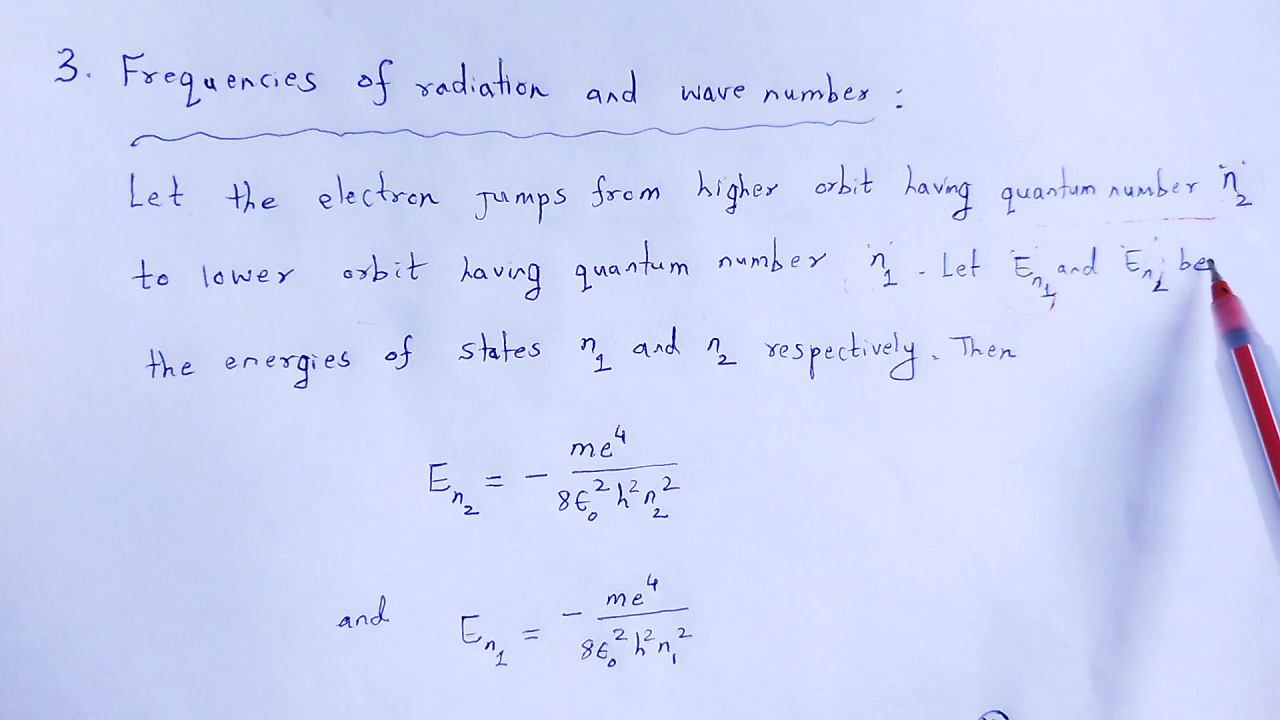 3. Frequencies of radiation and wave number :
Let the electron jumps from higher orbit having quantum number 'n₂'
to lower orbit having quantum number 'n₁'. Let 'Eₙ₁' and 'Eₙ₂' be
the energies of states n₁ and n₂ respectively. Then
Eₙ₂ = - me⁴ / 8ϵ₀²h²n₂²
and Eₙ₁ = - me⁴ / 8ϵ₀²h²n₁²